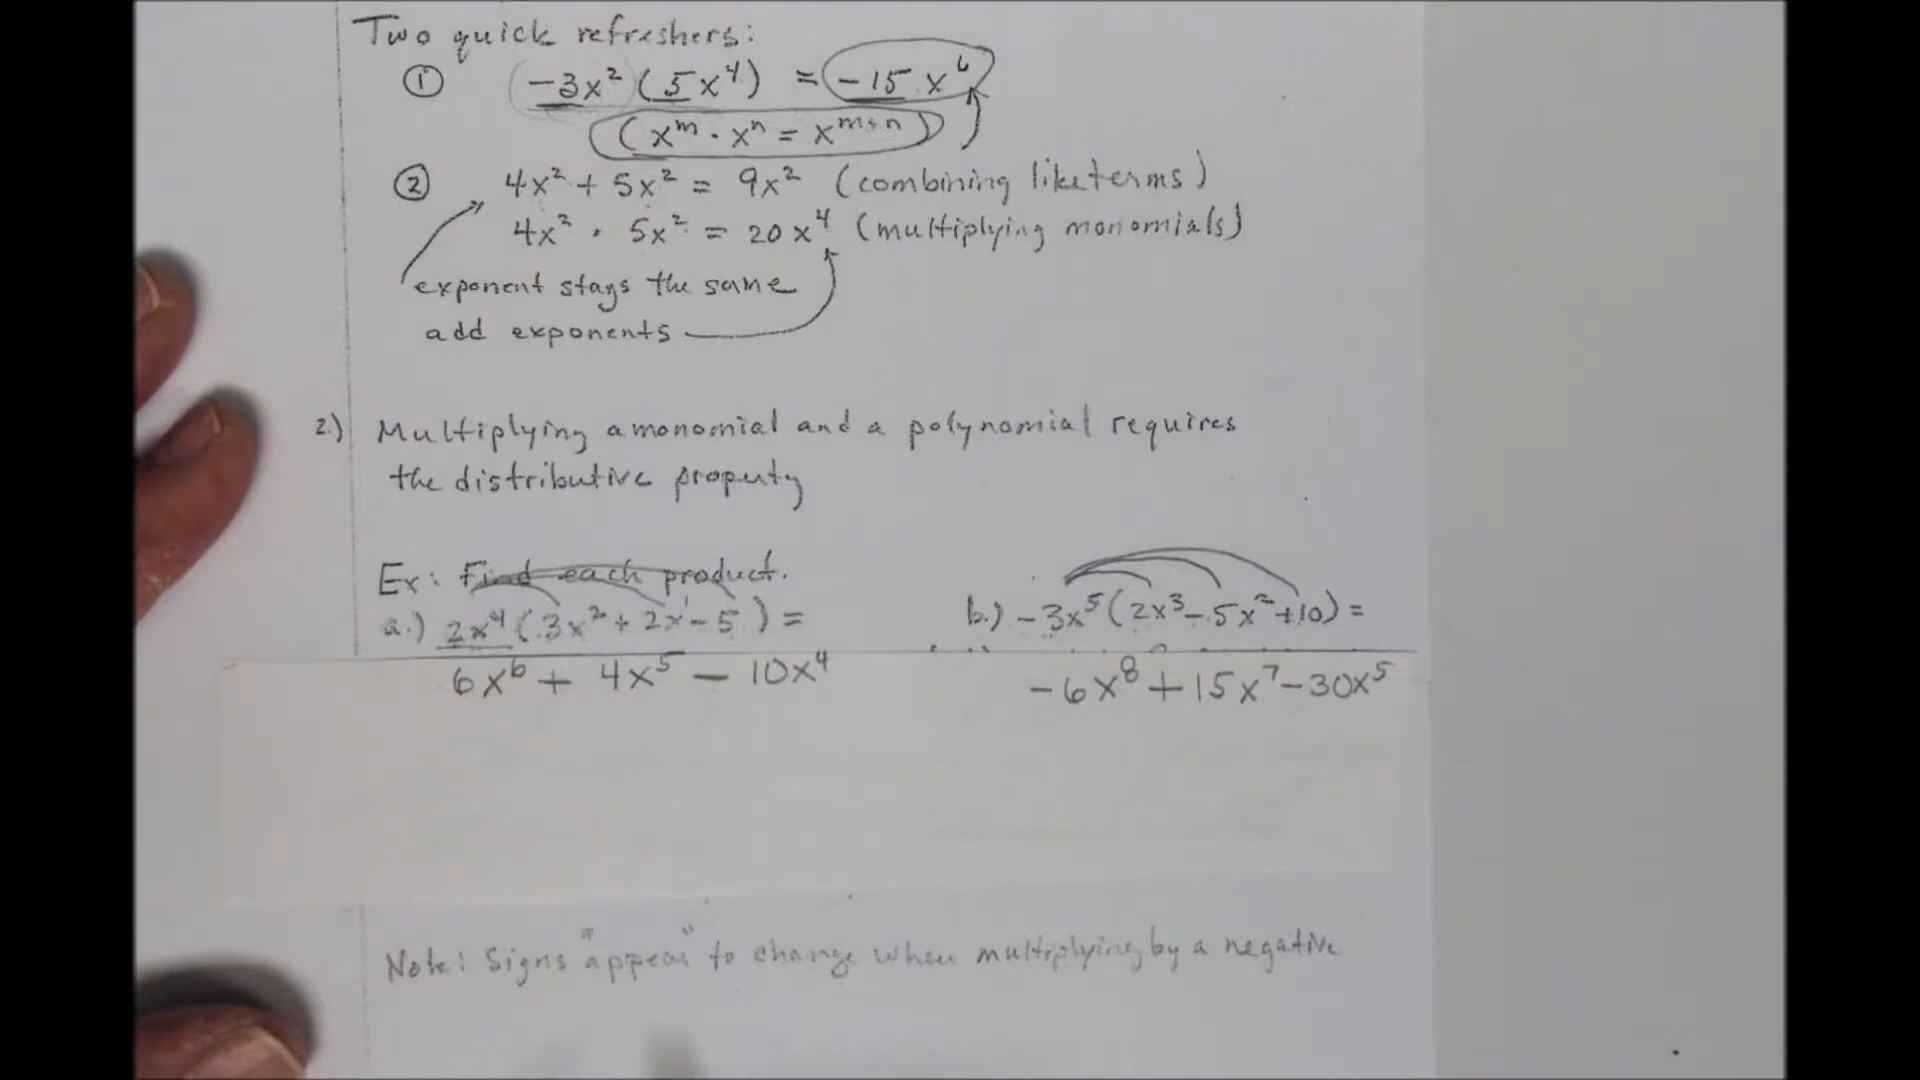 Two quick refreshers:
① (-3x²)(5x⁴) = -15x⁶
(xᵐ · xⁿ = xᵐ⁺ⁿ)
② 4x² + 5x² = 9x² (combining like terms)
4x² · 5x² = 20x⁴ (multiplying monomials)
exponent stays the same
add exponents
2.) Multiplying a monomial and a polynomial requires
the distributive property
Ex: Find each product.
a.) 2x⁴(3x² + 2x¹ - 5) =
b.) -3x⁵(2x³ - 5x² + 10) =
6x⁶ + 4x⁵ - 10x⁴
-6x⁸ + 15x⁷ - 30x⁵
Note: Signs "appear" to change when multiplying by a negative